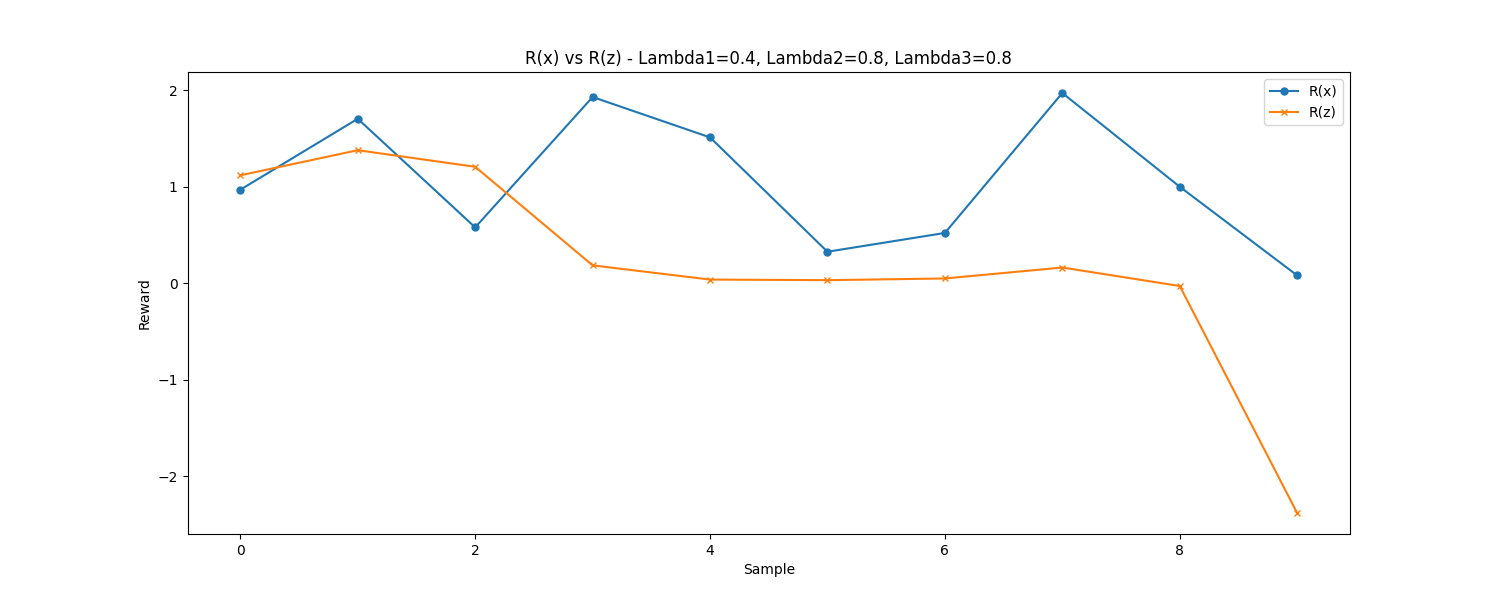 R(x) vs R(z) - Lambda1=0.4, Lambda2=0.8, Lambda3=0.8
R(x)
R(z)
2
1
0
−1
−2
Reward
0
2
4
6
8
Sample